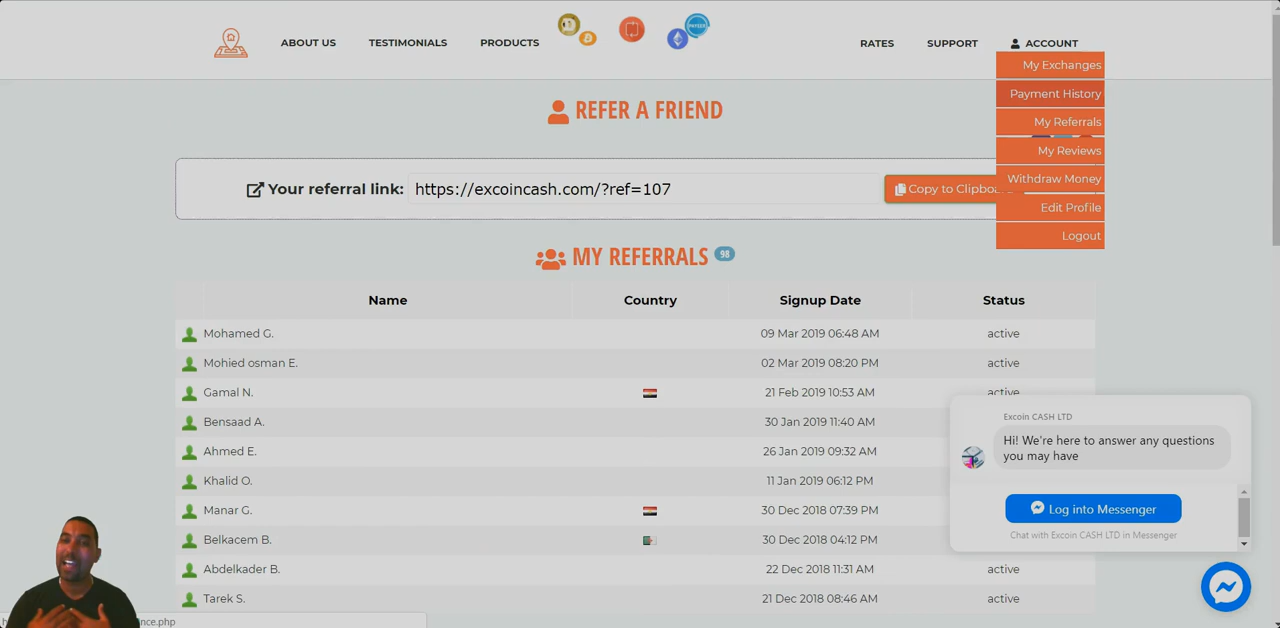 ABOUT US
TESTIMONIALS
PRODUCTS
RATES
SUPPORT
ACCOUNT
My Exchanges
Payment History
My Referrals
My Reviews
Withdraw Money
Edit Profile
Logout
REFER A FRIEND
Your referral link: https://excoincash.com/?ref=107
Copy to Clipboa
MY REFERRALS 98
Name Country Signup Date Status
Mohamed G. 09 Mar 2019 06:48 AM active
Mohied osman E. 02 Mar 2019 08:20 PM active
Gamal N. 21 Feb 2019 10:53 AM active
Bensaad A. 30 Jan 2019 11:40 AM
Ahmed E. 26 Jan 2019 09:32 AM
Khalid O. 11 Jan 2019 06:12 PM
Manar G. 30 Dec 2018 07:39 PM
Belkacem B. 30 Dec 2018 04:12 PM
Abdelkader B. 22 Dec 2018 11:31 AM active
Tarek S. 21 Dec 2018 08:46 AM active
Excoin CASH LTD
Hi! We're here to answer any questions
you may have
Log into Messenger
Chat with Excoin CASH LTD in Messenger
nce.php